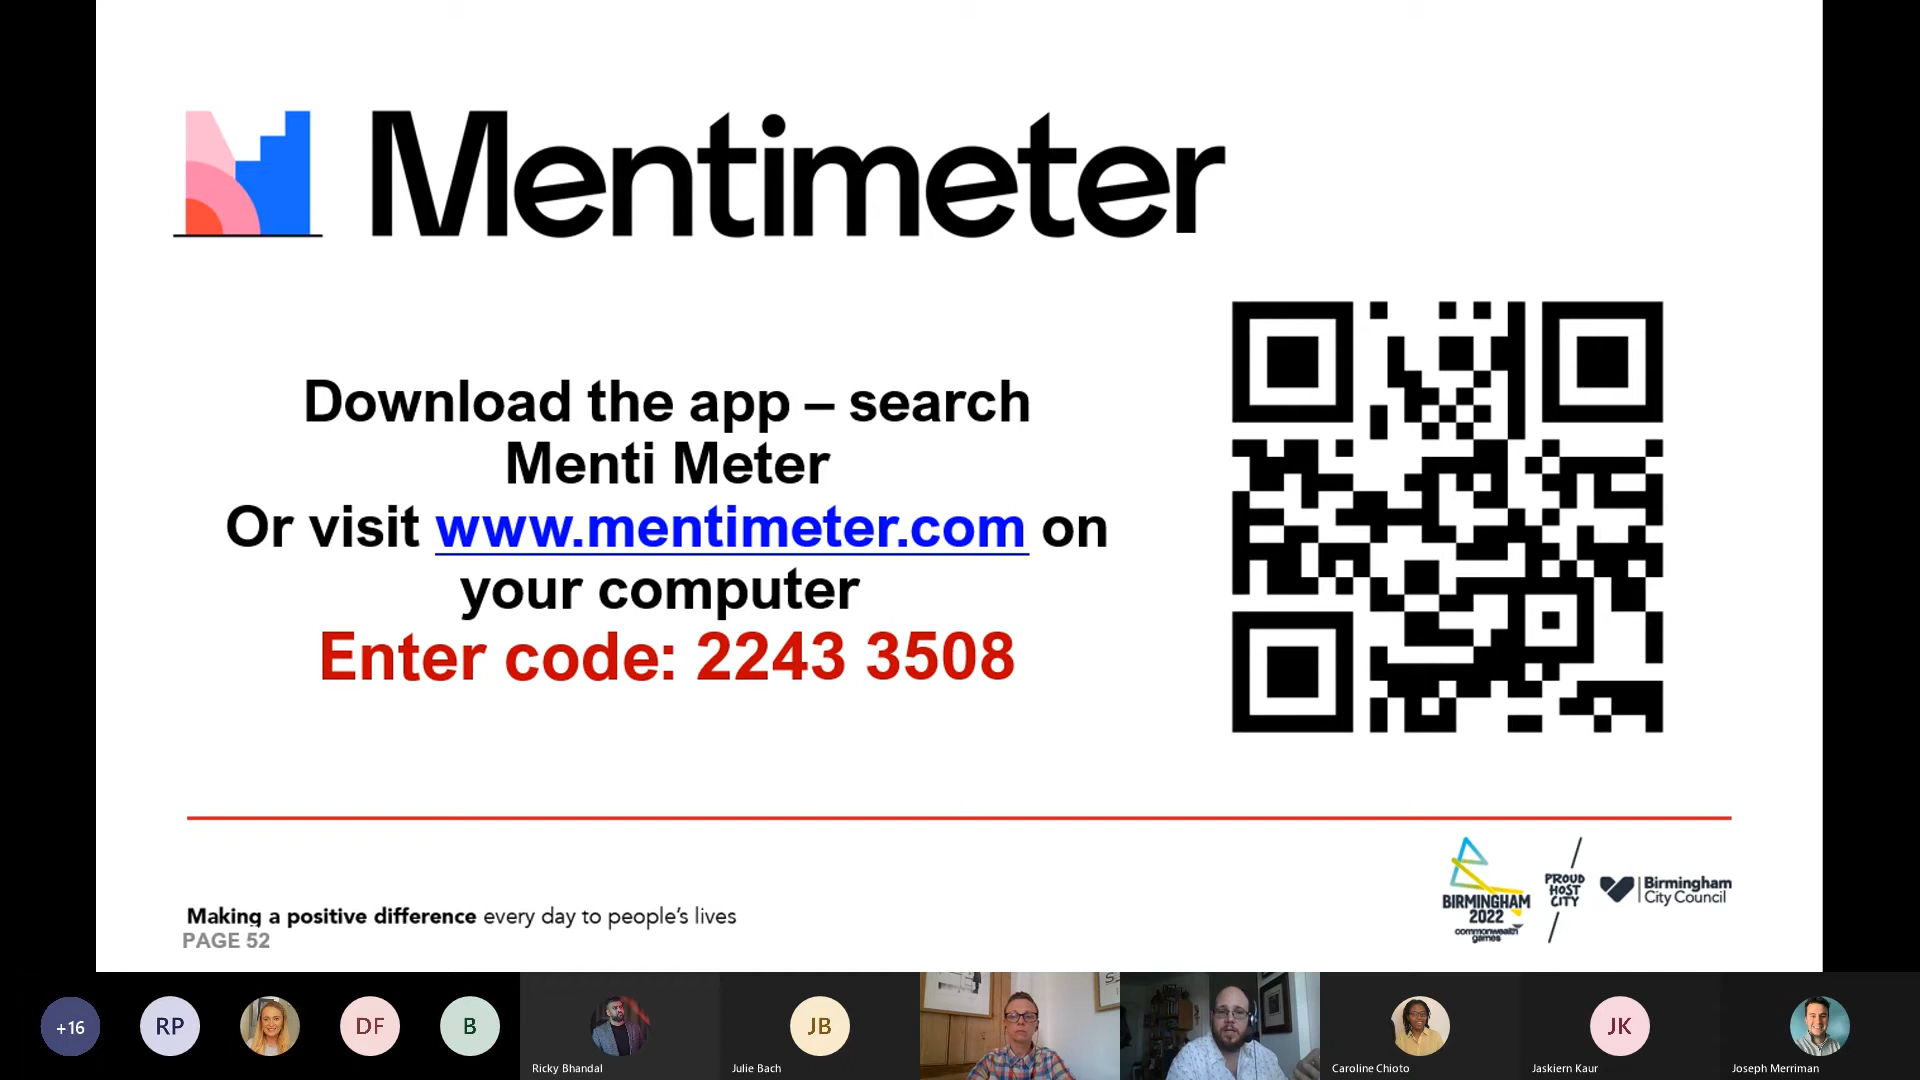 Mentimeter
Download the app – search
Menti Meter
Or visit www.mentimeter.com on
your computer
Enter code: 2243 3508
Making a positive difference every day to people's lives
PAGE 52
BIRMINGHAM
2022
commonwealth
games
PROUD
HOST
CITY
Birmingham
City Council
+16
RP
DF
B
JB
JK
Ricky Bhandal
Julie Bach
Caroline Chioto
Jaskiern Kaur
Joseph Merriman